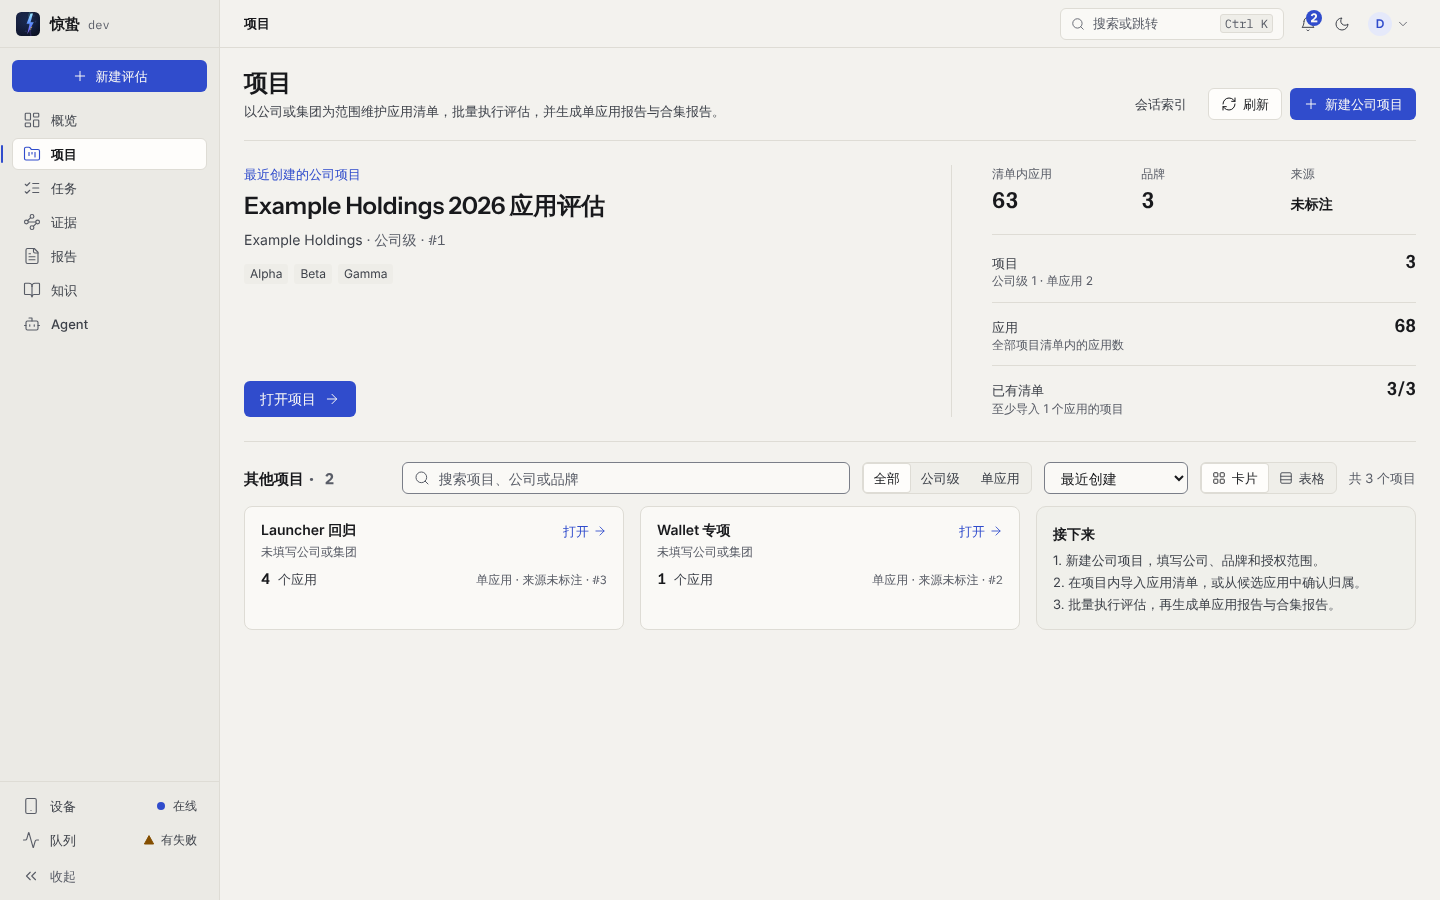 惊蛰 dev
新建评估
概览
项目
任务
证据
报告
知识
Agent
设备 在线
队列 有失败
收起
项目
搜索或跳转 Ctrl K
2
D
项目
以公司或集团为范围维护应用清单，批量执行评估，并生成单应用报告与合集报告。
会话索引
刷新
新建公司项目
最近创建的公司项目
Example Holdings 2026 应用评估
Example Holdings · 公司级 · #1
Alpha Beta Gamma
打开项目
清单内应用 品牌 来源
63 3 未标注
项目 3
公司级 1 · 单应用 2
应用 68
全部项目清单内的应用数
已有清单 3/3
至少导入 1 个应用的项目
其他项目 · 2
搜索项目、公司或品牌
全部 公司级 单应用
最近创建
卡片 表格
共 3 个项目
Launcher 回归 打开
未填写公司或集团
4 个应用 单应用 · 来源未标注 · #3
Wallet 专项 打开
未填写公司或集团
1 个应用 单应用 · 来源未标注 · #2
接下来
1. 新建公司项目，填写公司、品牌和授权范围。
2. 在项目内导入应用清单，或从候选应用中确认归属。
3. 批量执行评估，再生成单应用报告与合集报告。